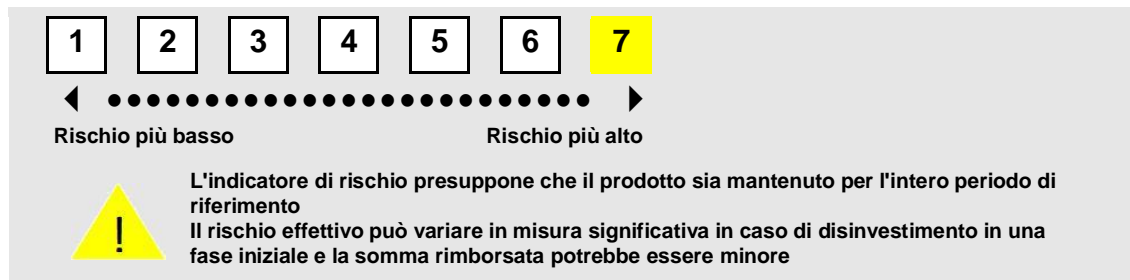 1 2 3 4 5 6 7
Rischio più basso Rischio più alto
L'indicatore di rischio presuppone che il prodotto sia mantenuto per l'intero periodo di
riferimento
! Il rischio effettivo può variare in misura significativa in caso di disinvestimento in una
fase iniziale e la somma rimborsata potrebbe essere minore